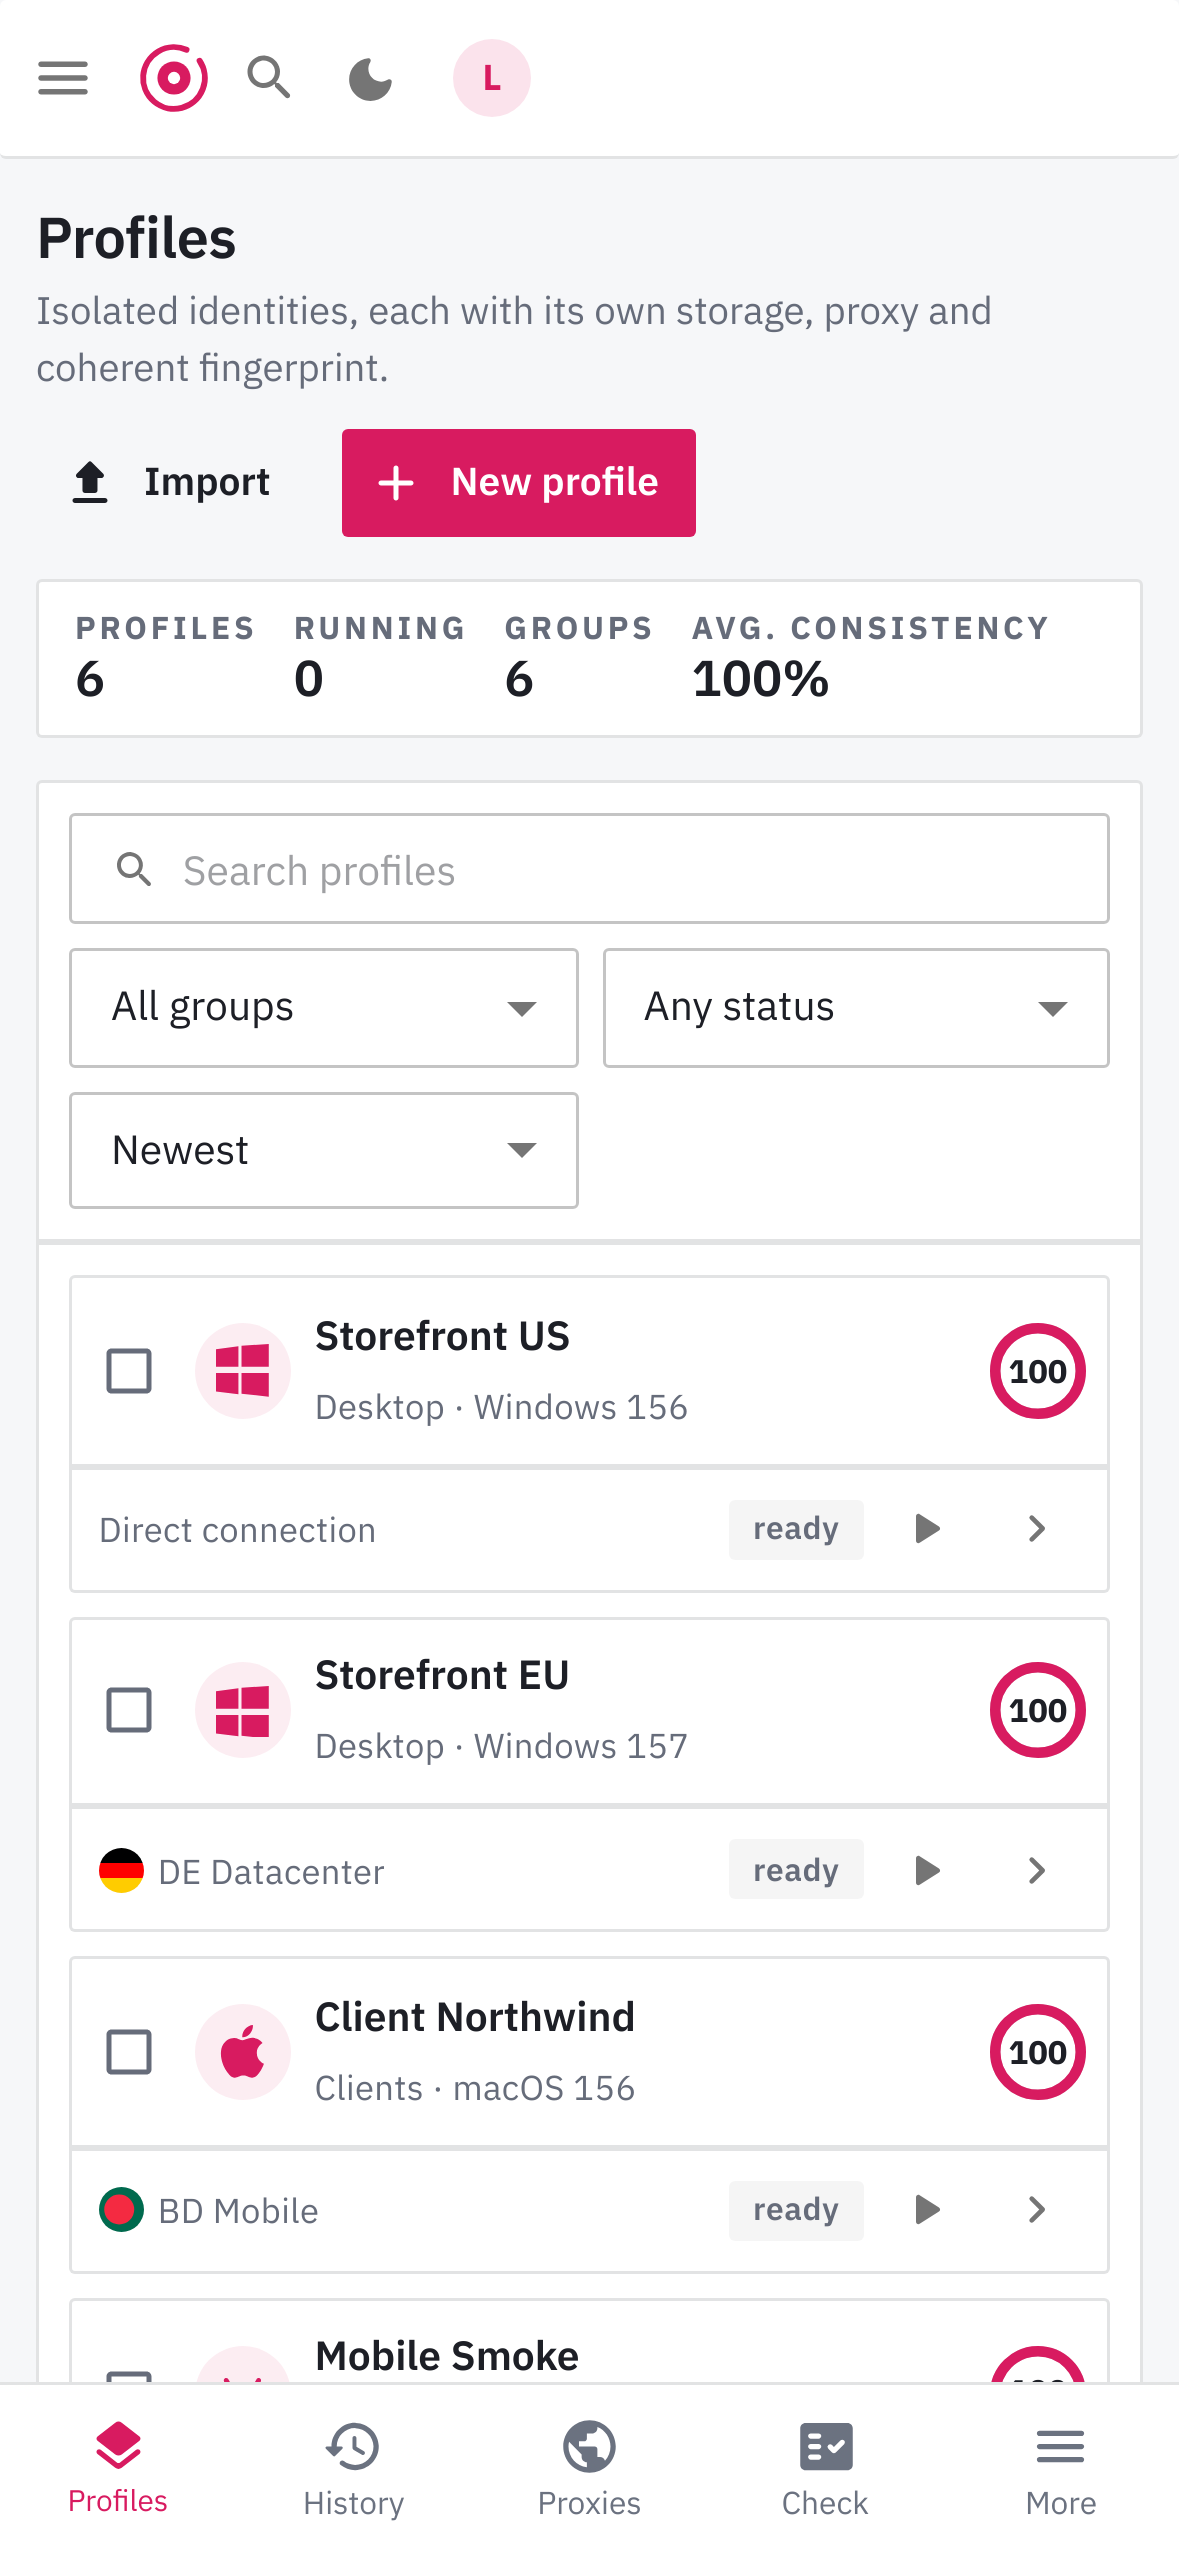 L
Profiles
Isolated identities, each with its own storage, proxy and
coherent fingerprint.
Import
New profile
PROFILES RUNNING GROUPS AVG. CONSISTENCY
6 0 6 100%
Search profiles
All groups
Any status
Newest
Storefront US
Desktop · Windows 156
100
Direct connection
ready
Storefront EU
Desktop · Windows 157
100
DE Datacenter
ready
Client Northwind
Clients · macOS 156
100
BD Mobile
ready
Mobile Smoke
Profiles
History
Proxies
Check
More